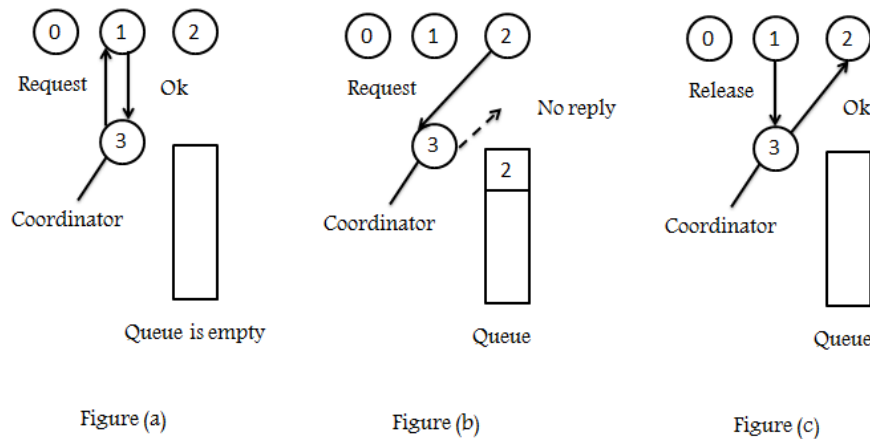 0 1 2
Request Ok
3
Coordinator
Queue is empty
Figure (a)
0 1 2
Request
No reply
3
2
Coordinator
Queue
Figure (b)
0 1 2
Release
Ok
3
Coordinator
Queue
Figure (c)